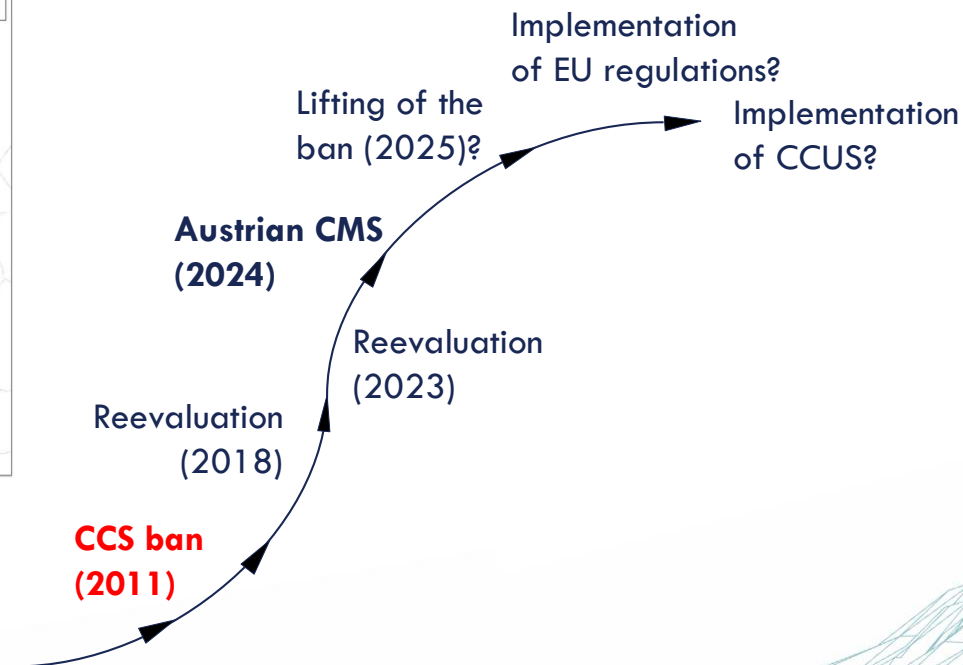 Implementation
of EU regulations?
Lifting of the
ban (2025)?
Implementation
of CCUS?
Austrian CMS
(2024)
Reevaluation
(2023)
Reevaluation
(2018)
CCS ban
(2011)